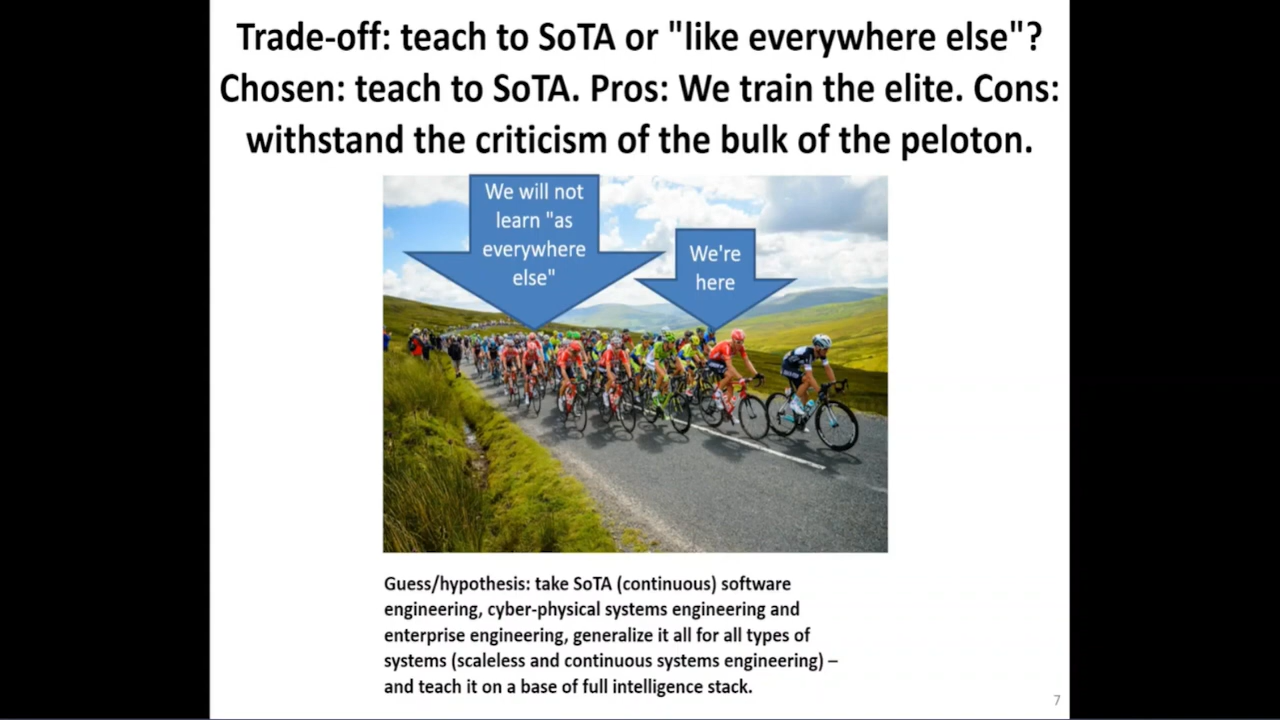 Trade-off: teach to SoTA or "like everywhere else"?
Chosen: teach to SoTA. Pros: We train the elite. Cons:
withstand the criticism of the bulk of the peloton.
We will not
learn "as
everywhere
else"
We're
here
Guess/hypothesis: take SoTA (continuous) software
engineering, cyber-physical systems engineering and
enterprise engineering, generalize it all for all types of
systems (scaleless and continuous systems engineering) –
and teach it on a base of full intelligence stack.
7